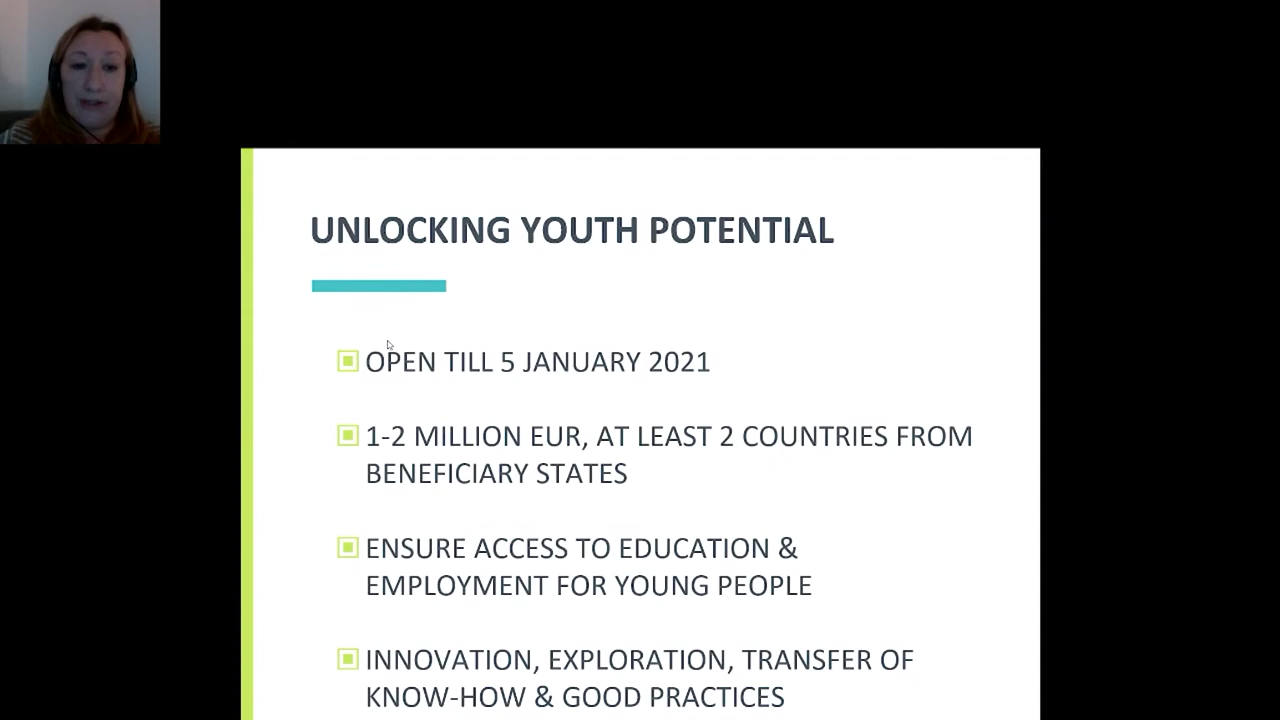 UNLOCKING YOUTH POTENTIAL
OPEN TILL 5 JANUARY 2021
1-2 MILLION EUR, AT LEAST 2 COUNTRIES FROM
BENEFICIARY STATES
ENSURE ACCESS TO EDUCATION &
EMPLOYMENT FOR YOUNG PEOPLE
INNOVATION, EXPLORATION, TRANSFER OF
KNOW-HOW & GOOD PRACTICES